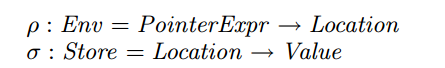 ρ : Env = PointerExpr → Location
σ : Store = Location → Value